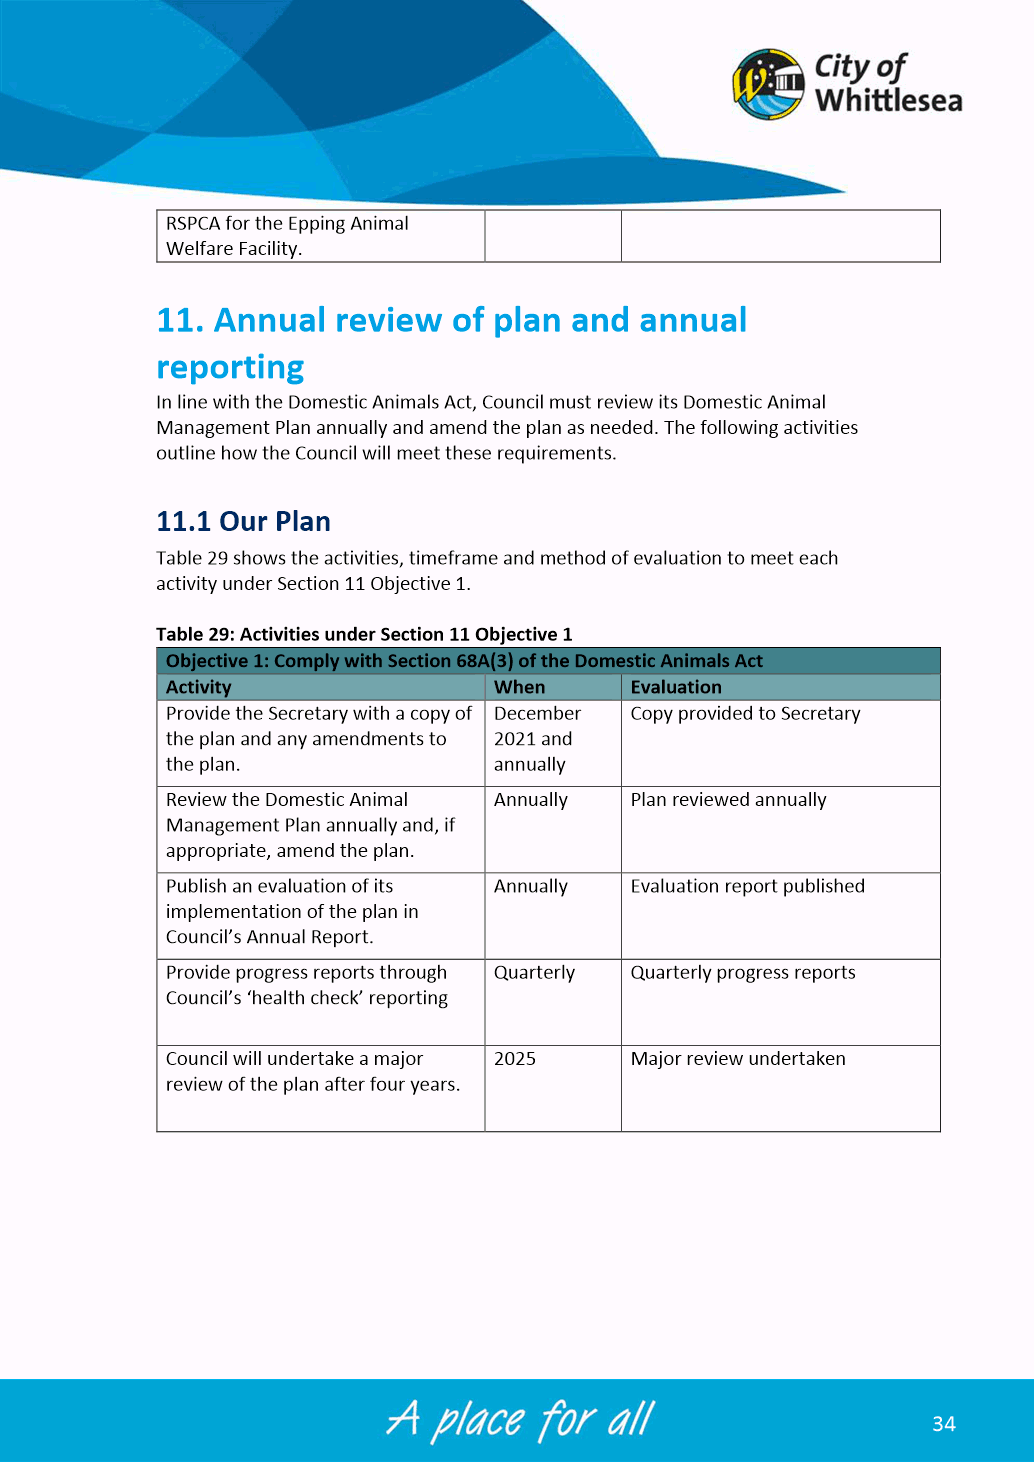 City of
Whittlesea
RSPCA for the Epping Animal
Welfare Facility.
11. Annual review of plan and annual
reporting
In line with the Domestic Animals Act, Council must review its Domestic Animal
Management Plan annually and amend the plan as needed. The following activities
outline how the Council will meet these requirements.
11.1 Our Plan
Table 29 shows the activities, timeframe and method of evaluation to meet each
activity under Section 11 Objective 1.
Table 29: Activities under Section 11 Objective 1
Objective 1: Comply with Section 68A(3) of the Domestic Animals Act
Activity When Evaluation
Provide the Secretary with a copy of December Copy provided to Secretary
the plan and any amendments to 2021 and
the plan. annually
Review the Domestic Animal Annually Plan reviewed annually
Management Plan annually and, if
appropriate, amend the plan.
Publish an evaluation of its Annually Evaluation report published
implementation of the plan in
Council’s Annual Report.
Provide progress reports through Quarterly Quarterly progress reports
Council’s ‘health check’ reporting
Council will undertake a major 2025 Major review undertaken
review of the plan after four years.
A place for all
34